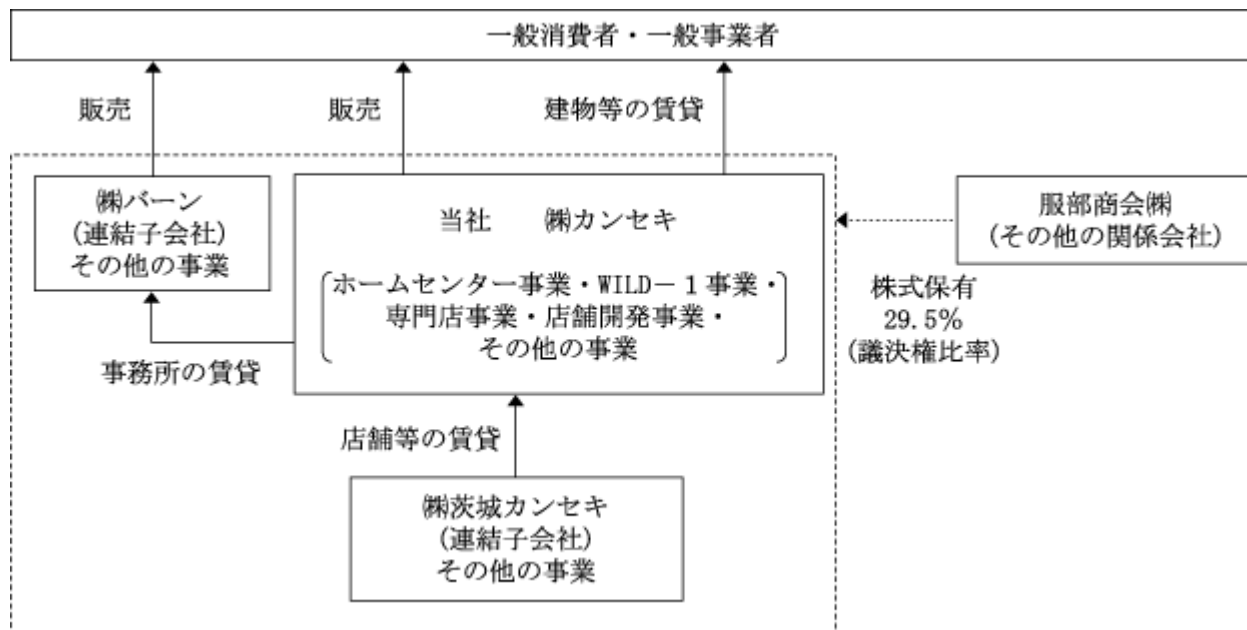 一般消費者・一般事業者
販売
販売
建物等の賃貸
㈱バーン
(連結子会社)
その他の事業
当社 ㈱カンセキ
ホームセンター事業・WILD－1事業・
専門店事業・店舗開発事業・
その他の事業
服部商会㈱
(その他の関係会社)
株式保有
29.5%
(議決権比率)
事務所の賃貸
店舗等の賃貸
㈱茨城カンセキ
(連結子会社)
その他の事業